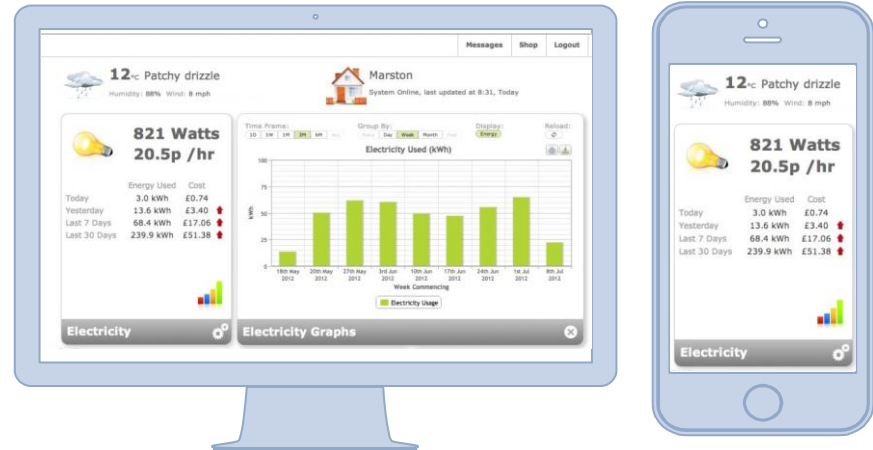 Messages Shop Logout
12°C Patchy drizzle
Humidity: 88% Wind: 8 mph
Marston
System Online, last updated at 8:31, Today
821 Watts
20.5p /hr
Energy Used Cost
Today 3.0 kWh £0.74
Yesterday 13.6 kWh £3.40
Last 7 Days 68.4 kWh £17.06
Last 30 Days 239.9 kWh £51.38
Electricity
Time Frame: Group By: Display: Reload:
1D 1W 1M 3M 6M Day Week Month Energy
Electricity Used (kWh)
100
75
50
25
0
kWh
18th May 2012
20th May 2012
27th May 2012
3rd Jun 2012
10th Jun 2012
17th Jun 2012
24th Jun 2012
1st Jul 2012
8th Jul 2012
Week Commencing
Electricity Usage
Electricity Graphs
12°C Patchy drizzle
Humidity: 88% Wind: 8 mph
821 Watts
20.5p /hr
Energy Used Cost
Today 3.0 kWh £0.74
Yesterday 13.6 kWh £3.40
Last 7 Days 68.4 kWh £17.06
Last 30 Days 239.9 kWh £51.38
Electricity